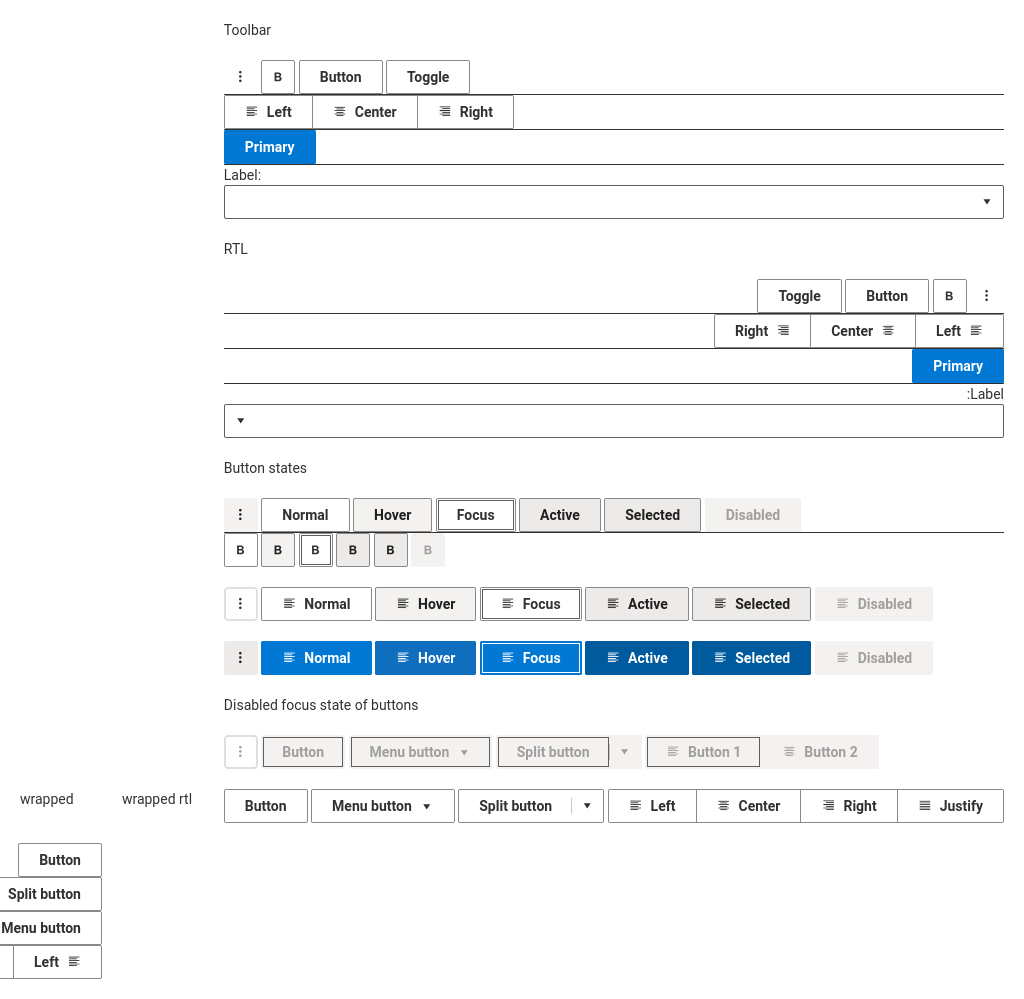 Toolbar
B Button Toggle
Left Center Right
Primary
Label:
RTL
Toggle Button B
Right Center Left
Primary
:Label
Button states
Normal Hover Focus Active Selected Disabled
B B B B B B
Normal Hover Focus Active Selected Disabled
Normal Hover Focus Active Selected Disabled
Disabled focus state of buttons
Button Menu button Split button Button 1 Button 2
wrapped wrapped rtl Button Menu button Split button Left Center Right Justify
Button
Split button
Menu button
Left